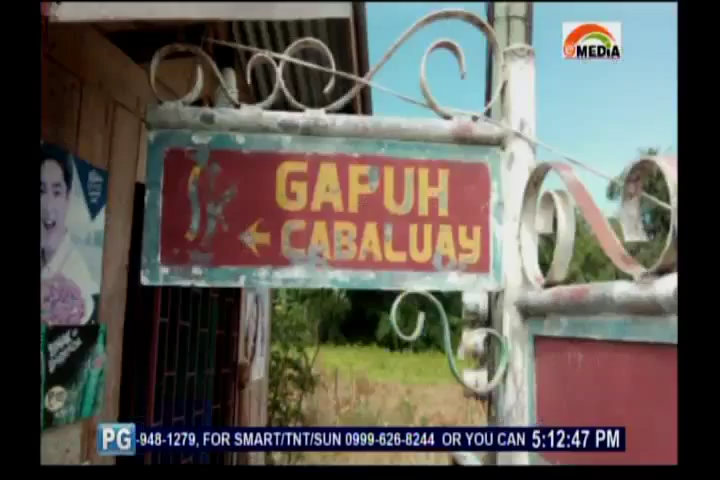 eMEDIA
GAPUH
CABALUAY
PG -948-1279, FOR SMART/TNT/SUN 0999-626-8244 OR YOU CAN 5:12:47 PM